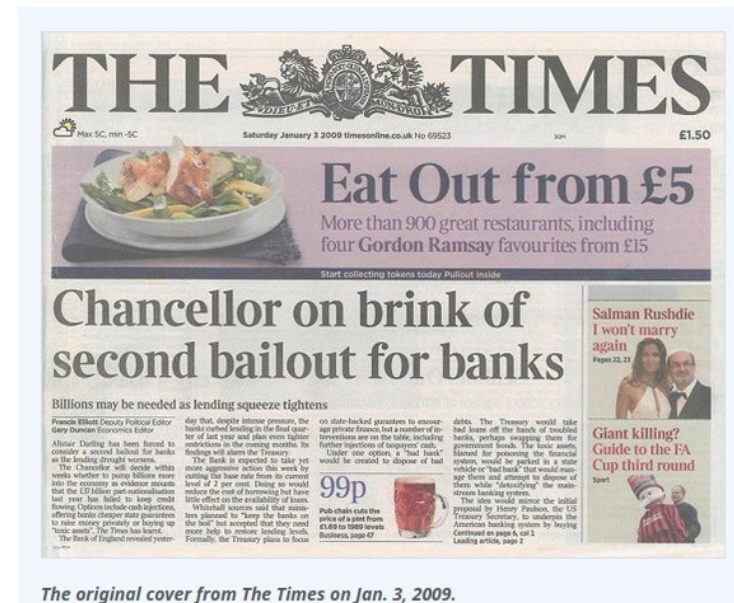 THE TIMES
DIEU·ET MON·DROIT
Max 5C, min -5C
Saturday January 3 2009 timesonline.co.uk No 69523
£1.50
Eat Out from £5
More than 900 great restaurants, including
four Gordon Ramsay favourites from £15
Start collecting tokens today Pullout inside
Chancellor on brink of
second bailout for banks
Billions may be needed as lending squeeze tightens
Francis Elliott Deputy Political Editor
Gary Duncan Economics Editor
Alistair Darling has been forced to
consider a second bailout for banks
as the lending drought worsens.
The Chancellor will decide within
weeks whether to pump billions more
into the economy as evidence mounts
that the £37 billion part-nationalisation
last year has failed to keep credit
flowing. Options include cash injections,
offering banks cheaper state guarantees
to raise money privately or buying up
"toxic assets", The Times has learnt.
The Bank of England revealed yester-
day that, despite intense pressure, the
banks curbed lending in the final quar-
ter of last year and plan even tighter
restrictions in the coming months. Its
findings will alarm the Treasury.
The Bank is expected to take yet
more aggressive action this week by
cutting the base rate from its current
level of 2 per cent. Doing so would
reduce the cost of borrowing but have
little effect on the availability of loans.
Whitehall sources said that minis-
ters planned to "keep the banks on
the boil" but accepted that they need
more help to restore lending levels.
Formally, the Treasury plans to focus
on state-backed gurantees to encour-
age private finance, but a number of in-
terventions are on the table, including
further injections of taxpayers' cash.
Under one option, a "bad bank"
would be created to dispose of bad
99p
Pub chain cuts the
price of a pint from
£1.69 to 1989 levels
Business, page 47
debts. The Treasury would take
bad loans off the hands of troubled
banks, perhaps swapping them for
government bonds. The toxic assets,
blamed for poisoning the financial
system, would be parked in a state
vehicle or "bad bank" that would man-
age them and attempt to dispose of
them while "detoxifying" the main-
stream banking system.
The idea would mirror the initial
proposal by Henry Paulson, the US
Treasury Secretary, to underpin the
American banking system by buying
Continued on page 6, col 1
Leading article, page 2
Salman Rushdie
I won't marry
again
Pages 22, 23
Giant killing?
Guide to the FA
Cup third round
Sport
The original cover from The Times on Jan. 3, 2009.